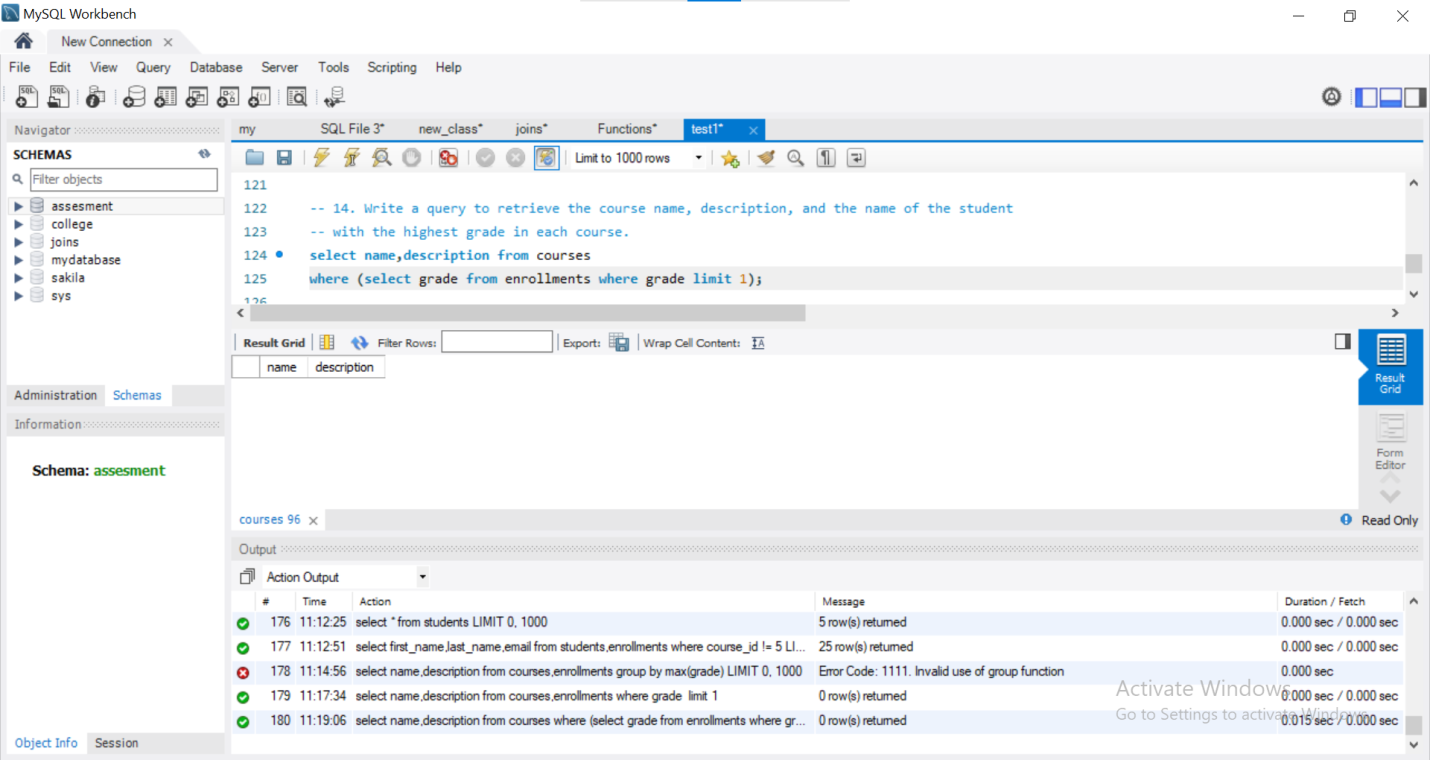 MySQL Workbench
New Connection
File Edit View Query Database Server Tools Scripting Help
Navigator
SCHEMAS
Filter objects
assesment
college
joins
mydatabase
sakila
sys
Administration Schemas
Information
Schema: assesment
Object Info Session
my SQL File 3* new_class* joins* Functions* test1*
Limit to 1000 rows
121
122 -- 14. Write a query to retrieve the course name, description, and the name of the student
123 -- with the highest grade in each course.
124 select name,description from courses
125 where (select grade from enrollments where grade limit 1);
126
Result Grid Filter Rows: Export: Wrap Cell Content:
name description
Result Grid
Form Editor
courses 96 Read Only
Output
Action Output
# Time Action Message Duration / Fetch
176 11:12:25 select * from students LIMIT 0, 1000 5 row(s) returned 0.000 sec / 0.000 sec
177 11:12:51 select first_name,last_name,email from students,enrollments where course_id != 5 LI... 25 row(s) returned 0.000 sec / 0.000 sec
178 11:14:56 select name,description from courses,enrollments group by max(grade) LIMIT 0, 1000 Error Code: 1111. Invalid use of group function 0.000 sec
179 11:17:34 select name,description from courses,enrollments where grade limit 1 0 row(s) returned 0.000 sec / 0.000 sec
180 11:19:06 select name,description from courses where (select grade from enrollments where gr... 0 row(s) returned 0.015 sec / 0.000 sec
Activate Windows
Go to Settings to activate Windows.